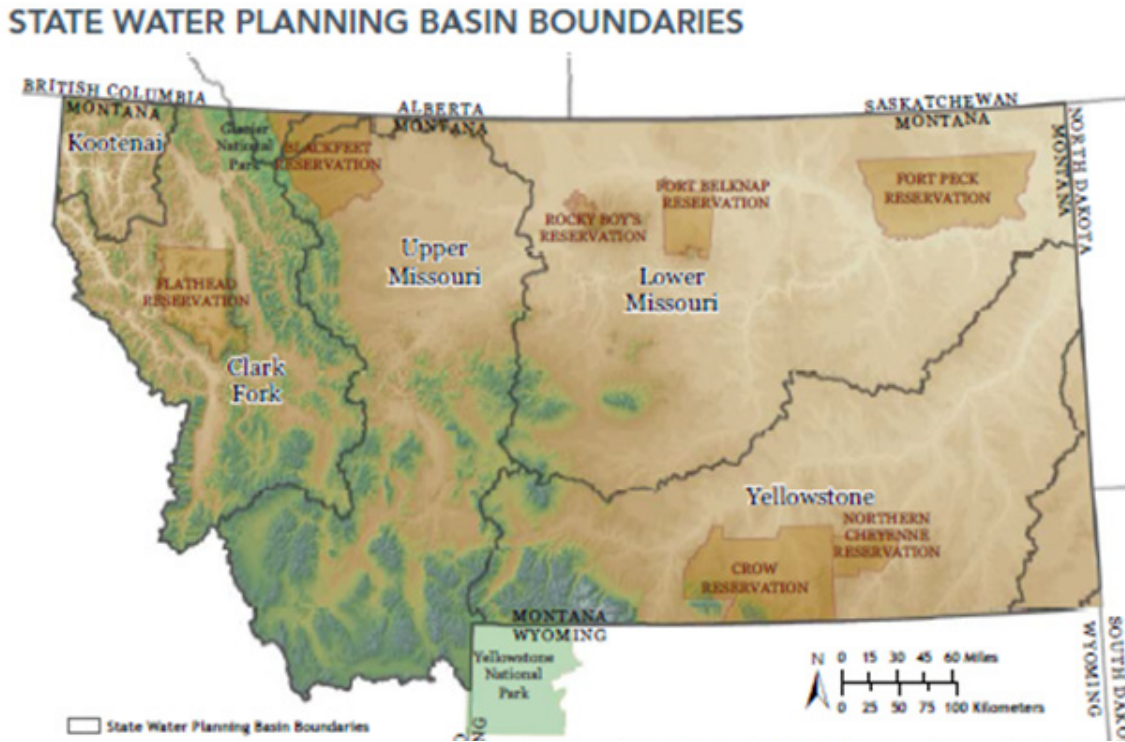 STATE WATER PLANNING BASIN BOUNDARIES
BRITISH COLUMBIA
MONTANA
ALBERTA
MONTANA
SASKATCHEWAN
MONTANA
NORTH DAKOTA
MONTANA
Kootenai
Glacier
National
Park
BLACKFEET
RESERVATION
FORT PECK
RESERVATION
FORT BELKNAP
RESERVATION
ROCKY BOY'S
RESERVATION
Upper
Missouri
Lower
Missouri
FLATHEAD
RESERVATION
Clark
Fork
Yellowstone
NORTHERN
CHEYENNE
RESERVATION
CROW
RESERVATION
MONTANA
WYOMING
Yellowstone
National
Park
N 0 15 30 45 60 Miles
0 25 50 75 100 Kilometers
WYOMING
SOUTH DAKO
State Water Planning Basin Boundaries